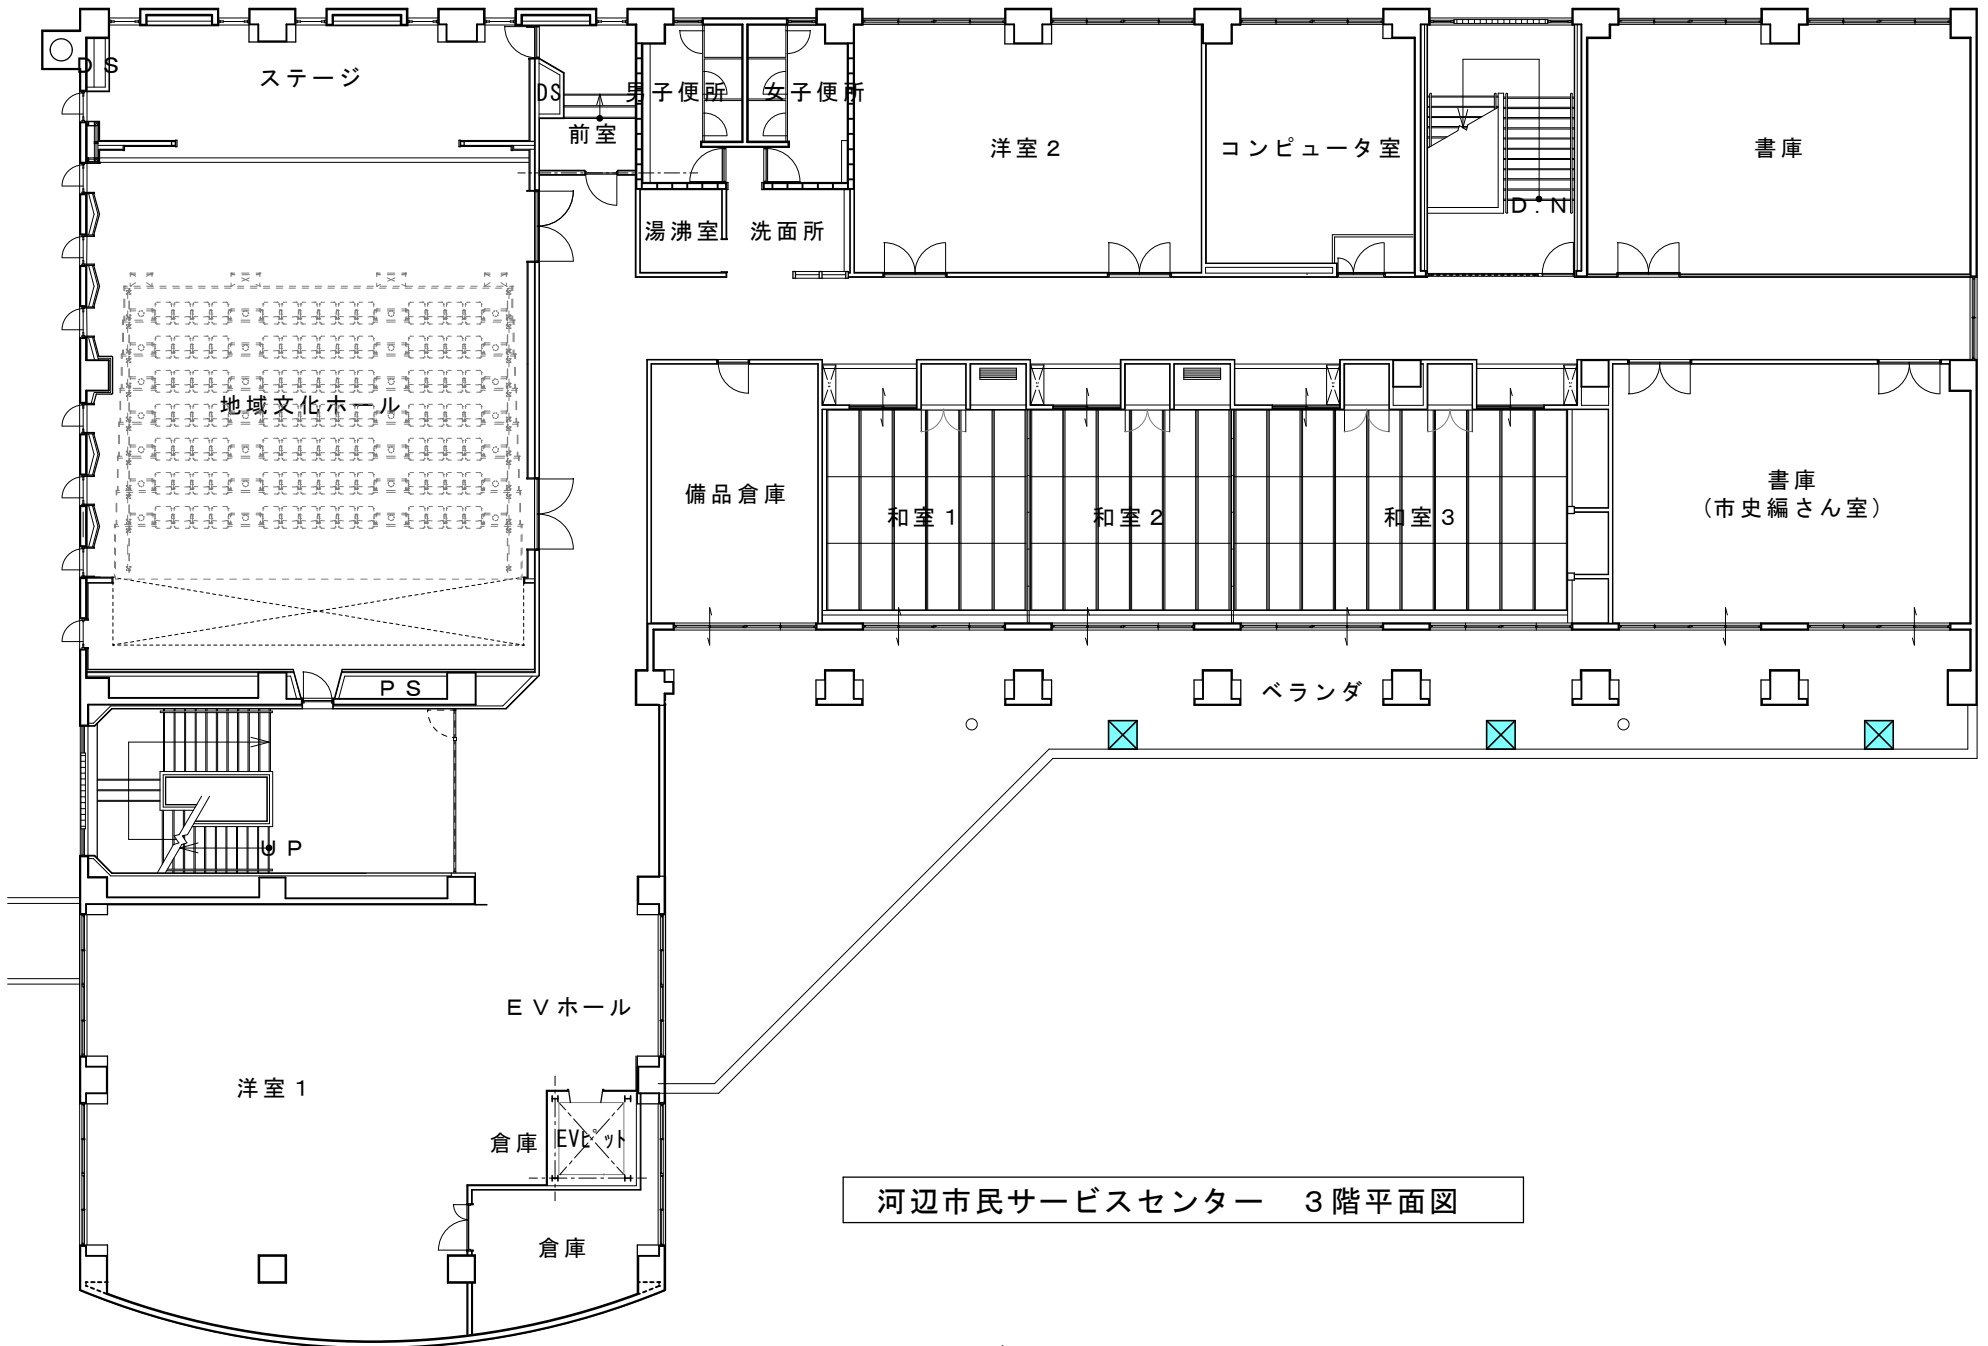 DS
ステージ
DS
前室
男子便所
女子便所
洋室２
コンピュータ室
D.N
書庫
湯沸室
洗面所
地域文化ホール
備品倉庫
和室１
和室２
和室３
書庫
(市史編さん室)
PS
ベランダ
UP
EVホール
洋室１
倉庫
EVﾋﾟｯﾄ
倉庫
河辺市民サービスセンター　３階平面図